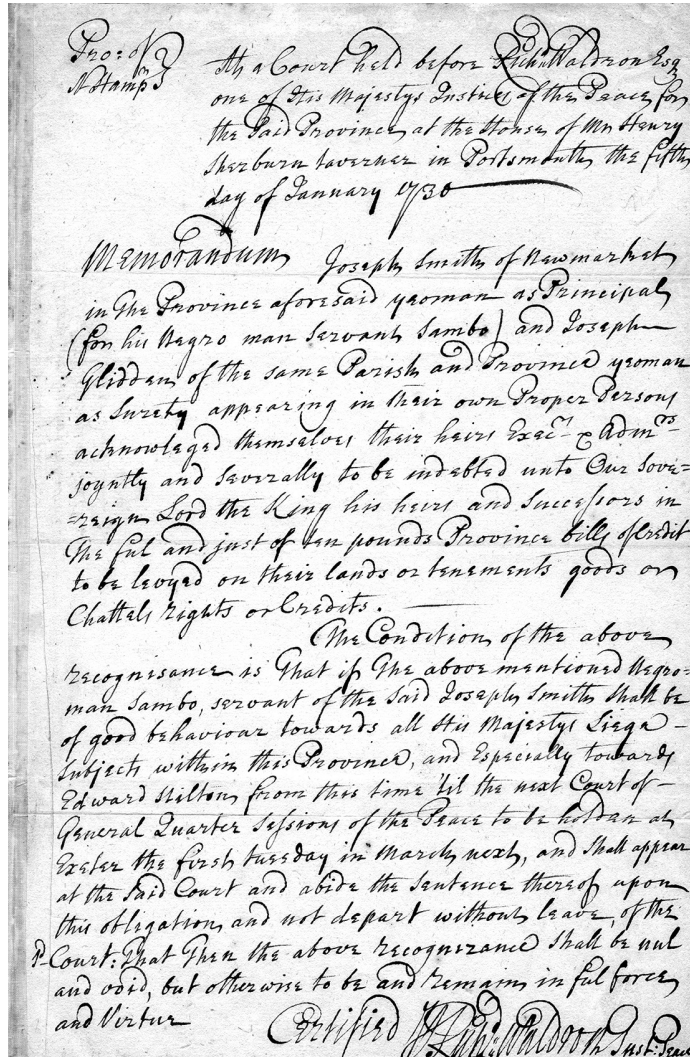 Pro: of
N Hamp^r
At a Court held before Rich^d Waldron Esq
one of His Majestys Justices of the Peace for
the Said Province at the House of Mr Henry
Sherburn taverner in Portsmouth the fifth
day of January 1730
Memorandum Joseph Smith of Newmarket
in the Province aforesaid yeoman as Principal
(for his Negro man Servant Sambo) and Joseph
Glidden of the same Parish and Province yeoman
as Surety appearing in their own Proper Persons
acknowleged themselves their heirs Exec^rs & Adm^rs
joyntly and severally to be indebted unto Our Sove=
=reign Lord the King his heirs and Successors in
The ful and just of ten pounds Province bills of Credit
to be levyed on their lands or tenements goods or
Chattels rights or Credits.
The Condition of the above
recognisance is That if The above mentioned Negro=
man Sambo, servant of the Said Joseph Smith Shall be
of good behaviour towards all His Majestys Liege
Subjects within this Province, and Especially towards
Edward from this time 'til the next Court of
General Quarter Sessions of the Peace to be holden at
Exeter the first tuesday in March next, and Shall appear
at the Said Court and abide the Sentence thereof upon
this obligation, and not depart without leave, of the
Court: That Then the above recognizance Shall be nul
and void, but otherwise to be and remain in ful force
and Virtue
Certified Rich^d Waldron Just: Peace